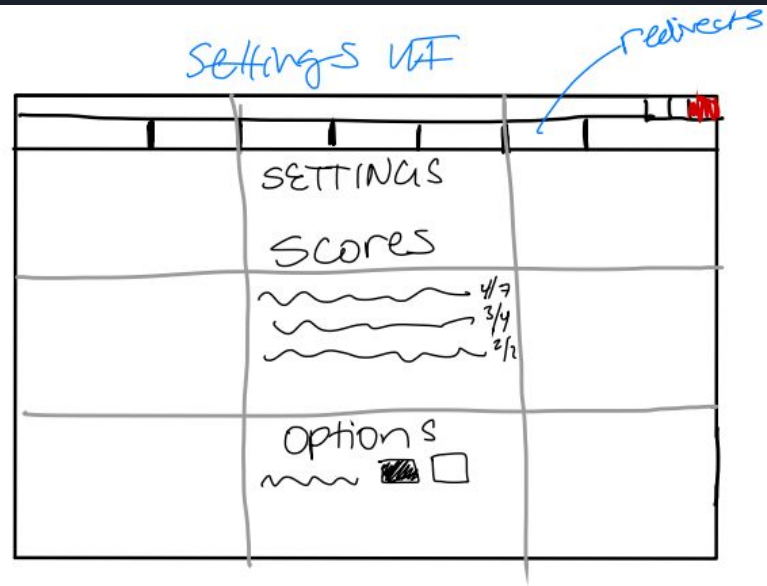 Settings UI
redirects
SETTINGS
Scores
4/7
3/4
2/2
Options